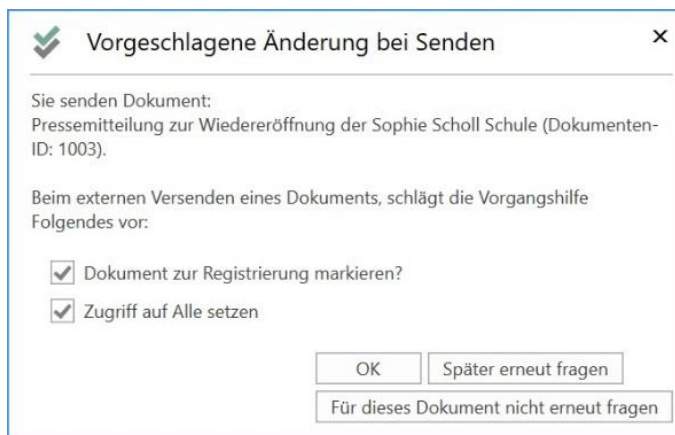 Vorgeschlagene Änderung bei Senden
Sie senden Dokument:
Pressemitteilung zur Wiedereröffnung der Sophie Scholl Schule (Dokumenten-
ID: 1003).
Beim externen Versenden eines Dokuments, schlägt die Vorgangshilfe
Folgendes vor:
Dokument zur Registrierung markieren?
Zugriff auf Alle setzen
OK Später erneut fragen
Für dieses Dokument nicht erneut fragen